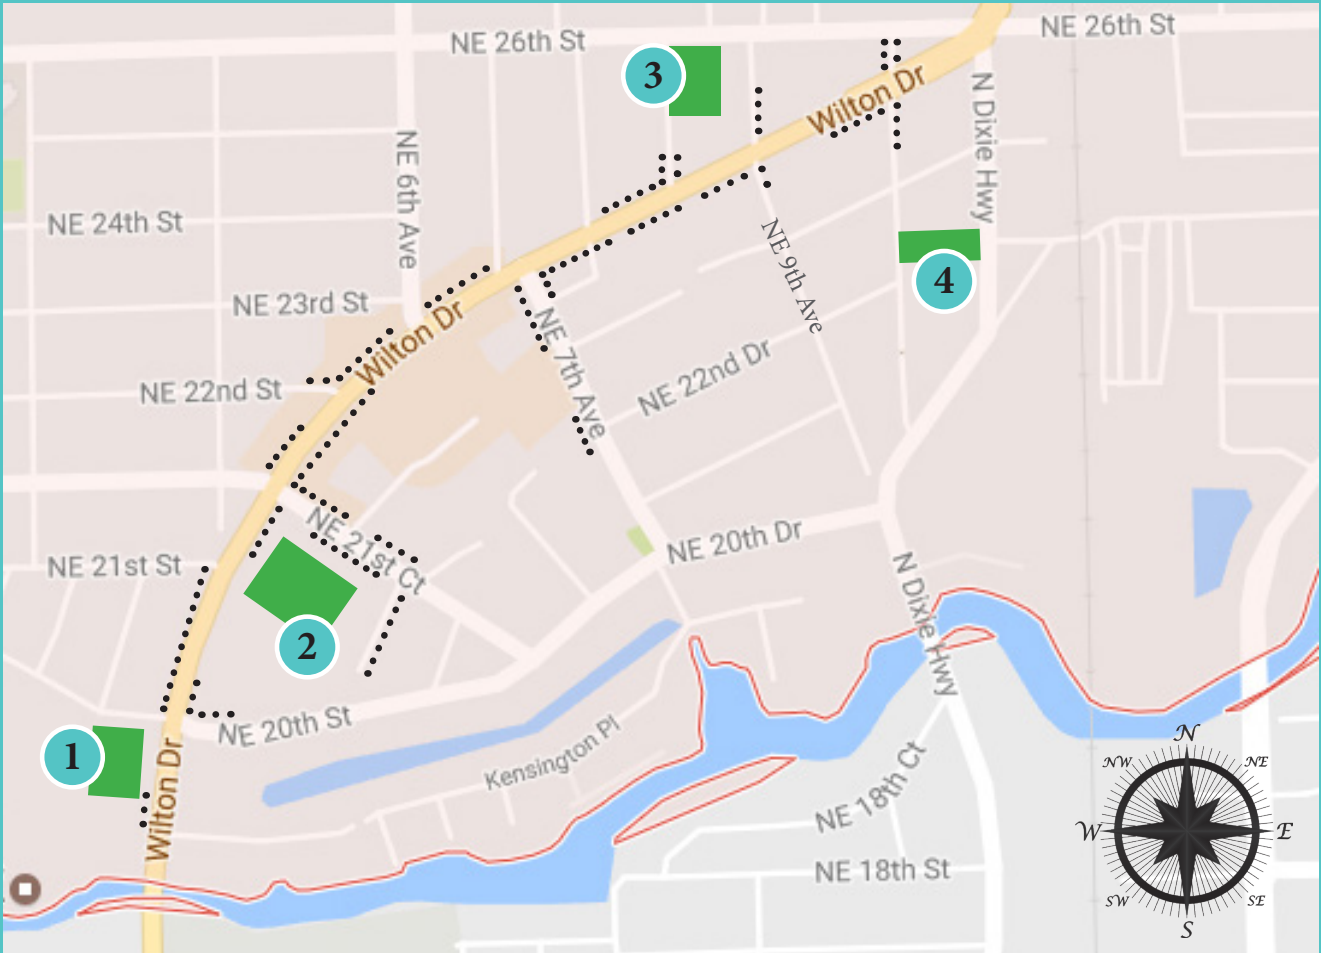 NE 26th St
NE 26th St
3
Wilton Dr
N Dixie Hwy
NE 6th Ave
NE 24th St
NE 9th Ave
4
NE 23rd St
Wilton Dr
NE 7th Ave
NE 22nd Dr
NE 22nd St
NE 21st Ct
NE 20th Dr
NE 21st St
N Dixie Hwy
2
NE 20th St
1
Wilton Dr
Kensington Pl
NE 18th Ct
NE 18th St
N
NW
NE
W
E
SW
SE
S